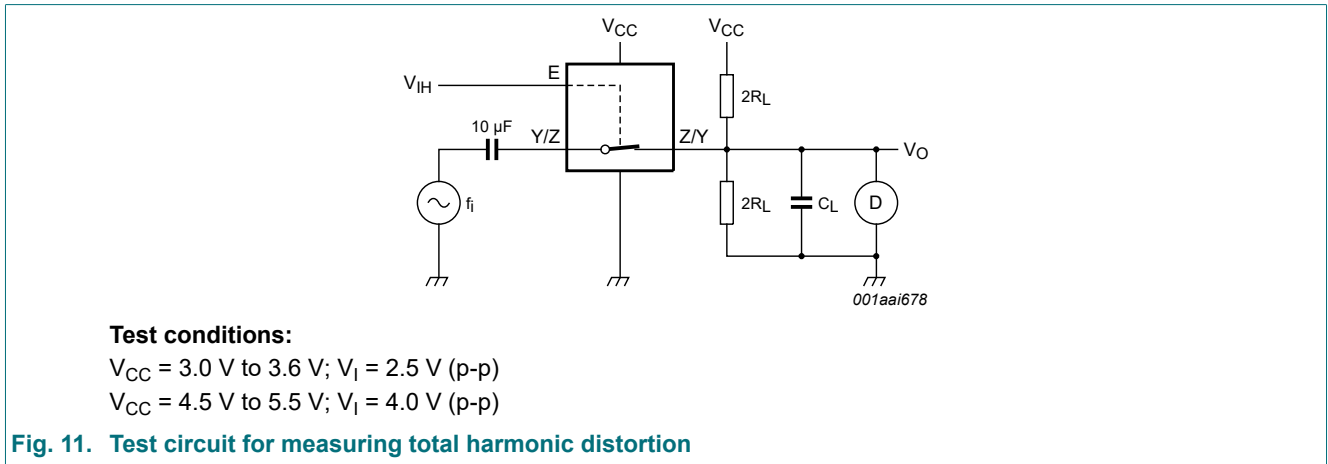 VCC VCC
E
VIH
2RL
10 µF
Y/Z Z/Y
VO
fi
2RL CL D
001aai678
Test conditions:
VCC = 3.0 V to 3.6 V; VI = 2.5 V (p-p)
VCC = 4.5 V to 5.5 V; VI = 4.0 V (p-p)
Fig. 11. Test circuit for measuring total harmonic distortion